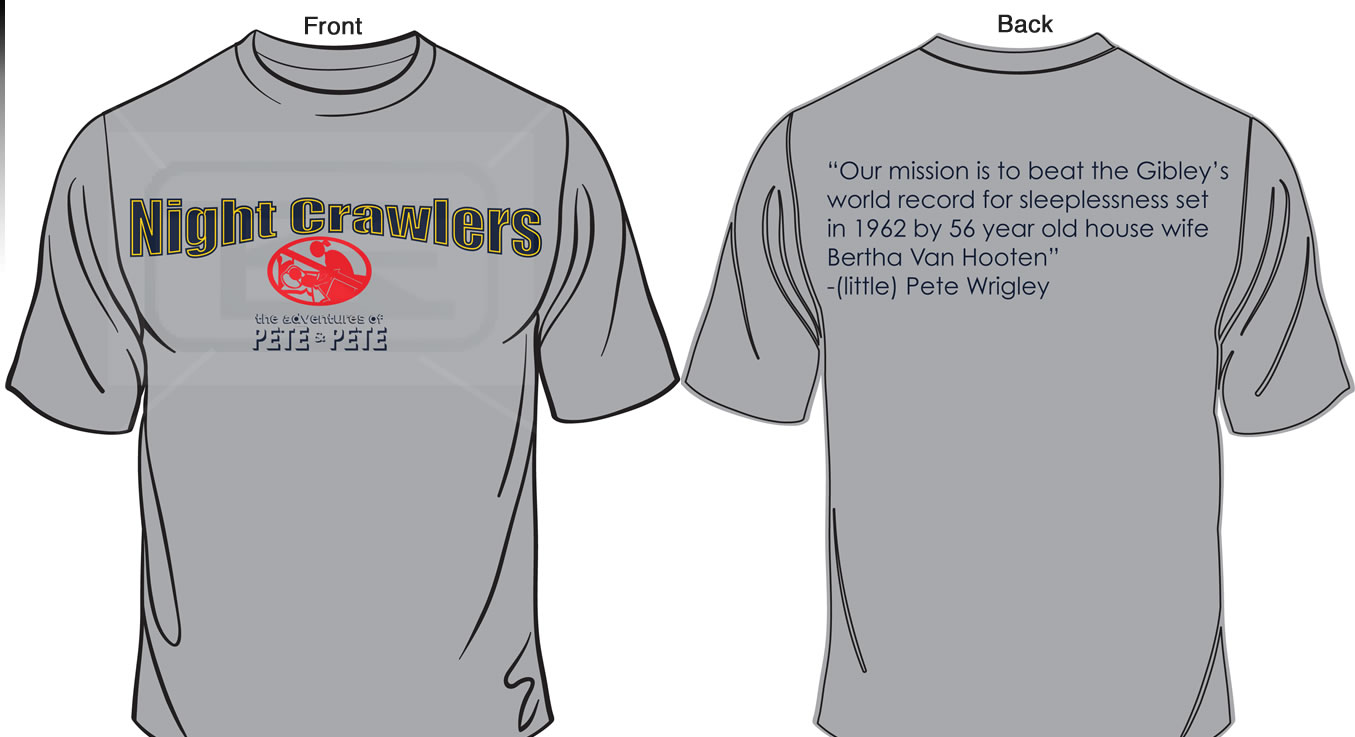 Front
Night Crawlers
the adventures of
PETE & PETE
Back
“Our mission is to beat the Gibley’s
world record for sleeplessness set
in 1962 by 56 year old house wife
Bertha Van Hooten”
-(little) Pete Wrigley